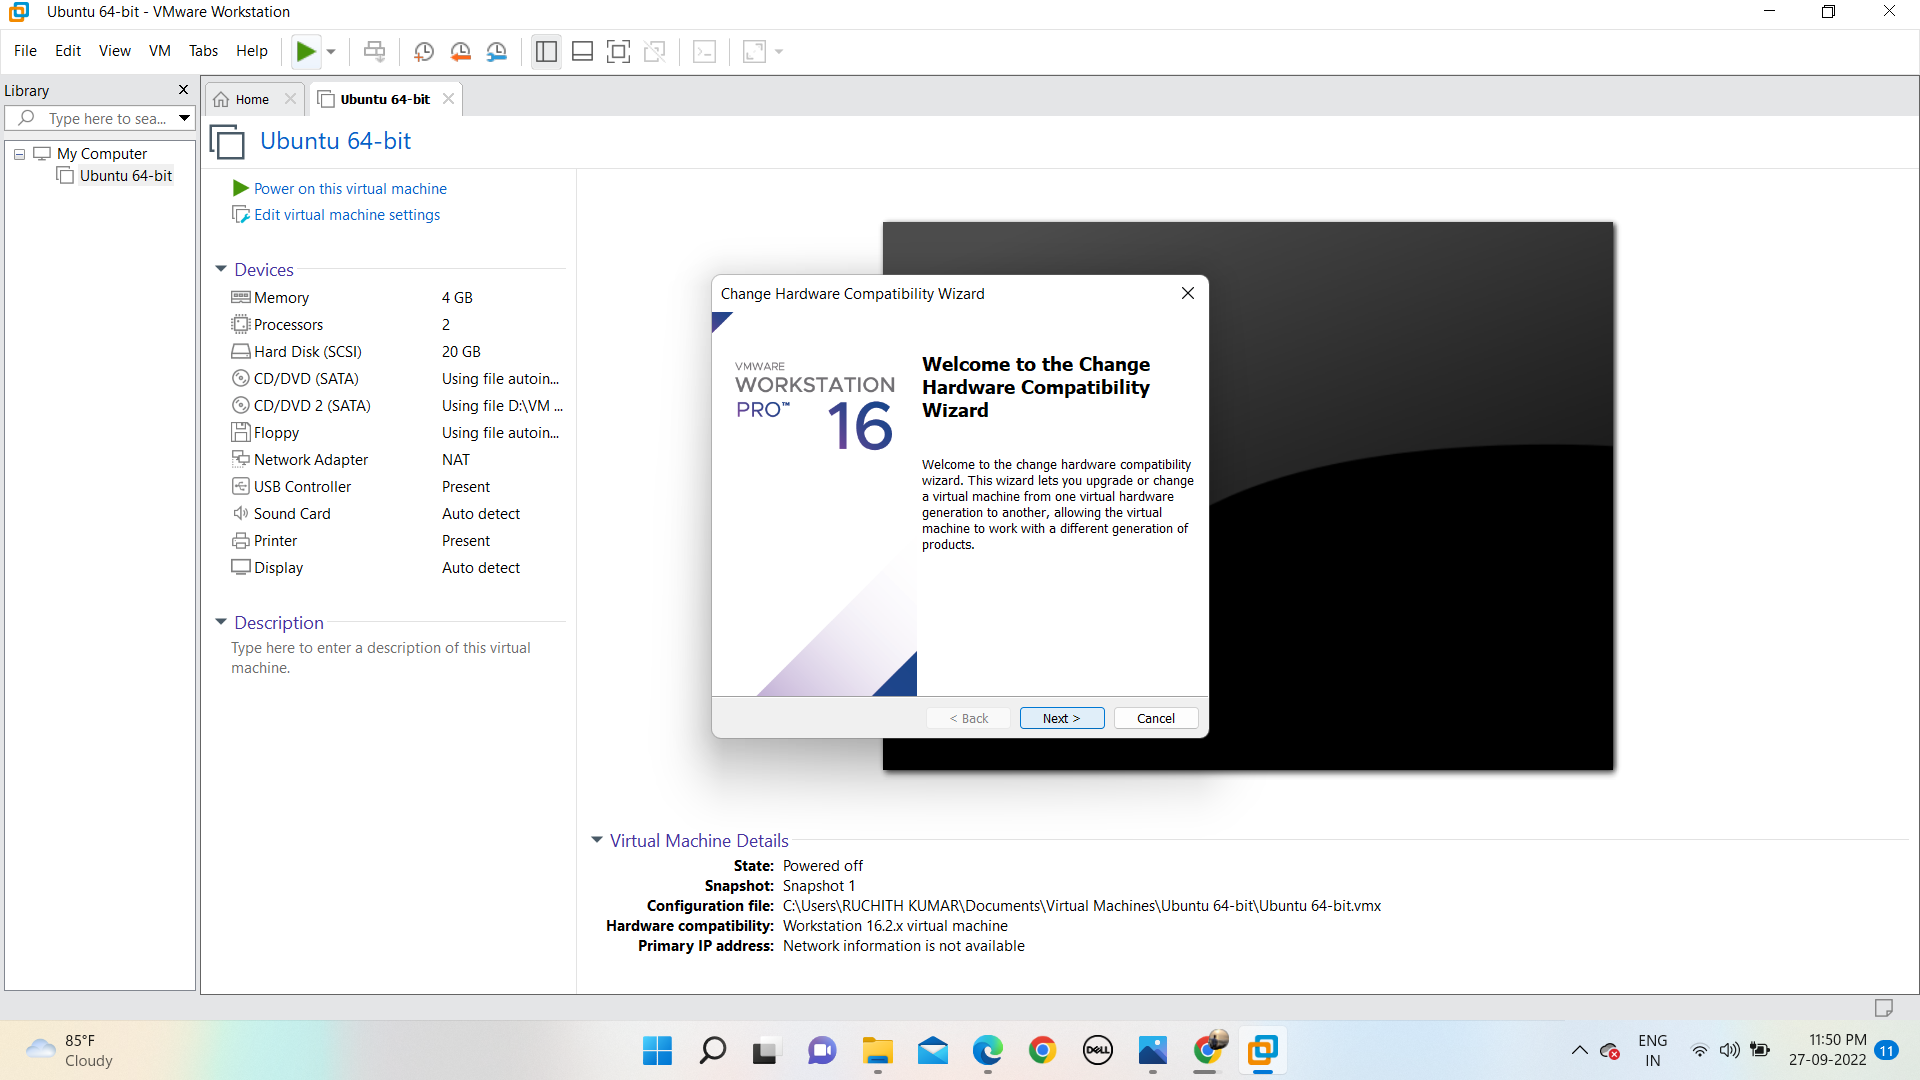 Ubuntu 64-bit - VMware Workstation
File Edit View VM Tabs Help
Library
Home
Ubuntu 64-bit
Type here to sea...
My Computer
Ubuntu 64-bit
Ubuntu 64-bit
Power on this virtual machine
Edit virtual machine settings
Devices
Memory 4 GB
Processors 2
Hard Disk (SCSI) 20 GB
CD/DVD (SATA) Using file autoin...
CD/DVD 2 (SATA) Using file D:\VM ...
Floppy Using file autoin...
Network Adapter NAT
USB Controller Present
Sound Card Auto detect
Printer Present
Display Auto detect
Description
Type here to enter a description of this virtual
machine.
Change Hardware Compatibility Wizard
VMWARE
WORKSTATION
PRO™ 16
Welcome to the Change
Hardware Compatibility
Wizard
Welcome to the change hardware compatibility
wizard. This wizard lets you upgrade or change
a virtual machine from one virtual hardware
generation to another, allowing the virtual
machine to work with a different generation of
products.
< Back Next > Cancel
Virtual Machine Details
State: Powered off
Snapshot: Snapshot 1
Configuration file: C:\Users\RUCHITH KUMAR\Documents\Virtual Machines\Ubuntu 64-bit\Ubuntu 64-bit.vmx
Hardware compatibility: Workstation 16.2.x virtual machine
Primary IP address: Network information is not available
85°F
Cloudy
DELL
ENG
IN
11:50 PM
27-09-2022
11